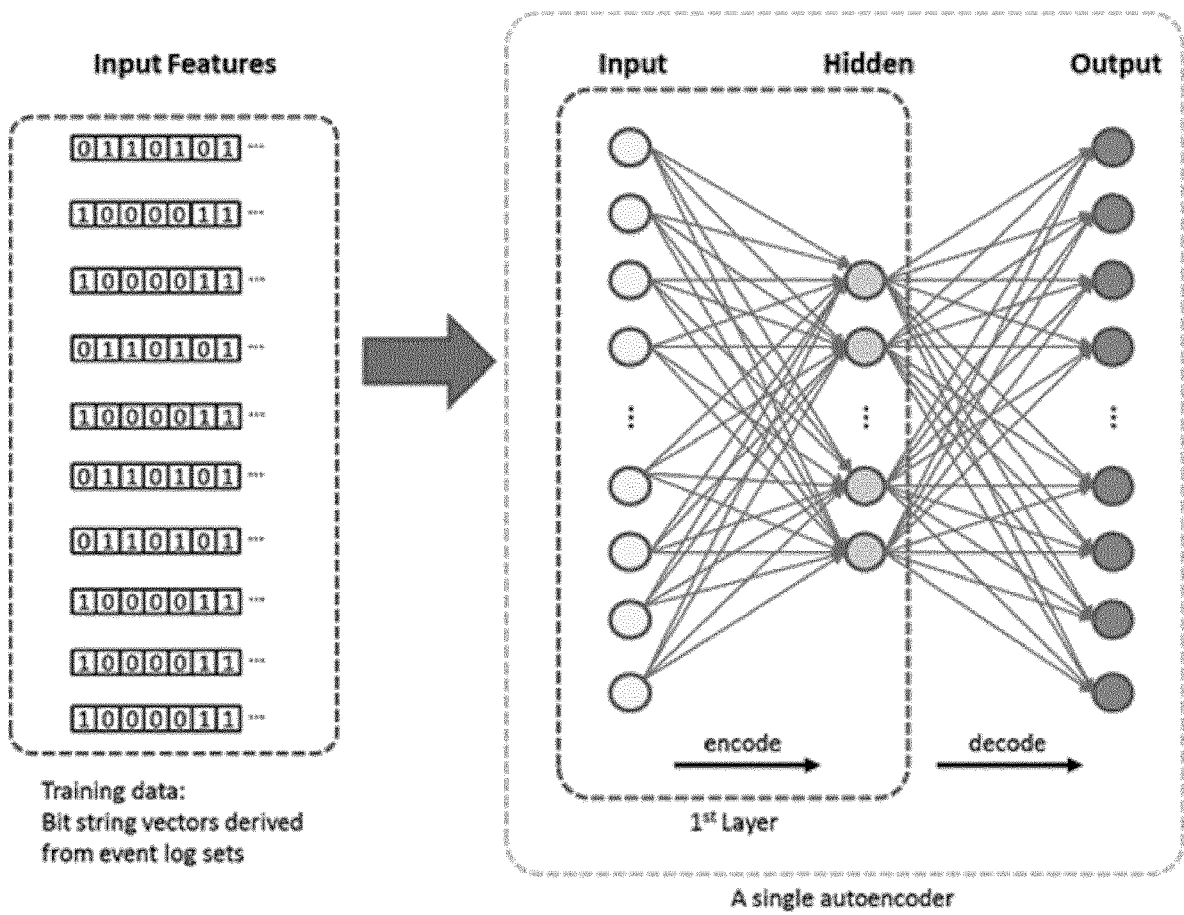 Input Features
Input
Hidden
Output
0110101 ...
1000011 ...
1000011 ...
0110101 ...
1000011 ...
0110101 ...
0110101 ...
1000011 ...
1000011 ...
1000011 ...
...
...
...
encode
decode
Training data:
Bit string vectors derived
from event log sets
1st Layer
A single autoencoder